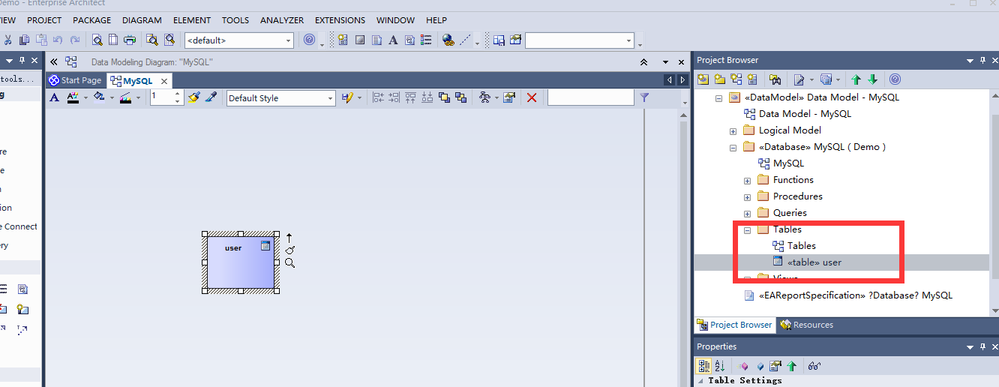 Demo - Enterprise Architect
VIEW PROJECT PACKAGE DIAGRAM ELEMENT TOOLS ANALYZER EXTENSIONS WINDOW HELP
<default>
Data Modeling Diagram: "MySQL"
Start Page
MySQL
1
Default Style
user
tools...
g
re
e
n
ion
e Connect
ery
Project Browser
«DataModel» Data Model - MySQL
Data Model - MySQL
Logical Model
«Database» MySQL ( Demo )
MySQL
Functions
Procedures
Queries
Tables
Tables
«table» user
Views
«EAReportSpecification» ?Database? MySQL
Project Browser
Resources
Properties
Table Settings